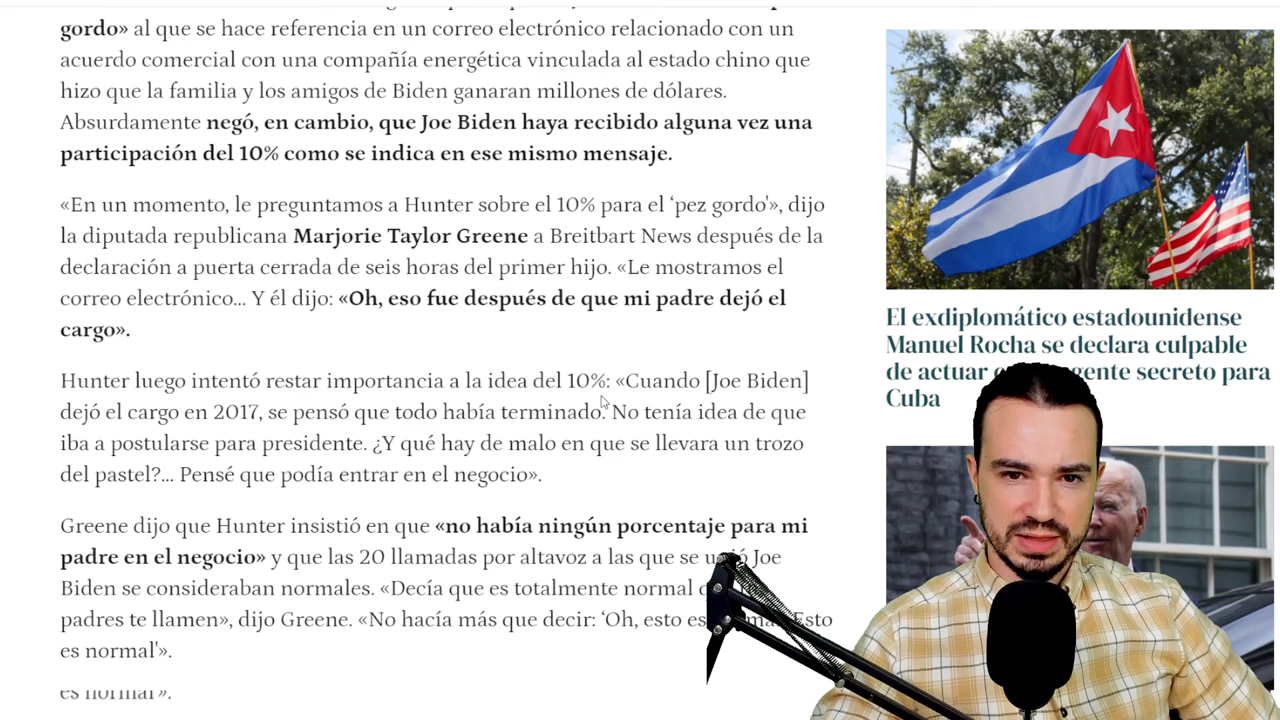 gordo» al que se hace referencia en un correo electrónico relacionado con un
acuerdo comercial con una compañía energética vinculada al estado chino que
hizo que la familia y los amigos de Biden ganaran millones de dólares.
Absurdamente negó, en cambio, que Joe Biden haya recibido alguna vez una
participación del 10% como se indica en ese mismo mensaje.
«En un momento, le preguntamos a Hunter sobre el 10% para el ‘pez gordo'», dijo
la diputada republicana Marjorie Taylor Greene a Breitbart News después de la
declaración a puerta cerrada de seis horas del primer hijo. «Le mostramos el
correo electrónico... Y él dijo: «Oh, eso fue después de que mi padre dejó el
cargo».
Hunter luego intentó restar importancia a la idea del 10%: «Cuando [Joe Biden]
dejó el cargo en 2017, se pensó que todo había terminado. No tenía idea de que
iba a postularse para presidente. ¿Y qué hay de malo en que se llevara un trozo
del pastel?... Pensé que podía entrar en el negocio».
Greene dijo que Hunter insistió en que «no había ningún porcentaje para mi
padre en el negocio» y que las 20 llamadas por altavoz a las que se Joe
Biden se consideraban normales. «Decía que es totalmente normal
padres te llamen», dijo Greene. «No hacía más que decir: ‘Oh, esto es Esto
es normal'».
es normal'».
El exdiplomático estadounidense
Manuel Rocha se declara culpable
de actuar agente secreto para
Cuba